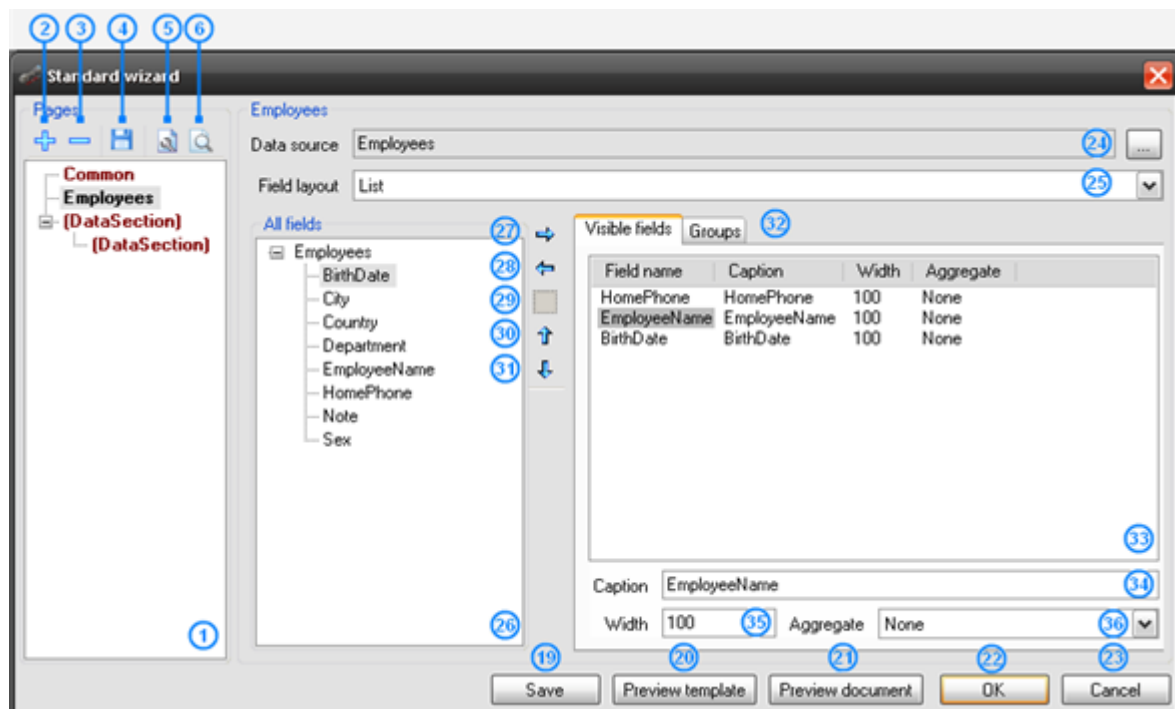 2 3 4 5 6
Standard wizard
Pages
Common
Employees
(DataSection)
(DataSection)
1
Employees
Data source Employees 24 ...
Field layout List 25
All fields
Employees
BirthDate
City
Country
Department
EmployeeName
HomePhone
Note
Sex
26
27
28
29
30
31
Visible fields Groups 32
Field name Caption Width Aggregate
HomePhone HomePhone 100 None
EmployeeName EmployeeName 100 None
BirthDate BirthDate 100 None
33
Caption EmployeeName 34
Width 100 35 Aggregate None 36
19 20 21 22 23
Save Preview template Preview document OK Cancel